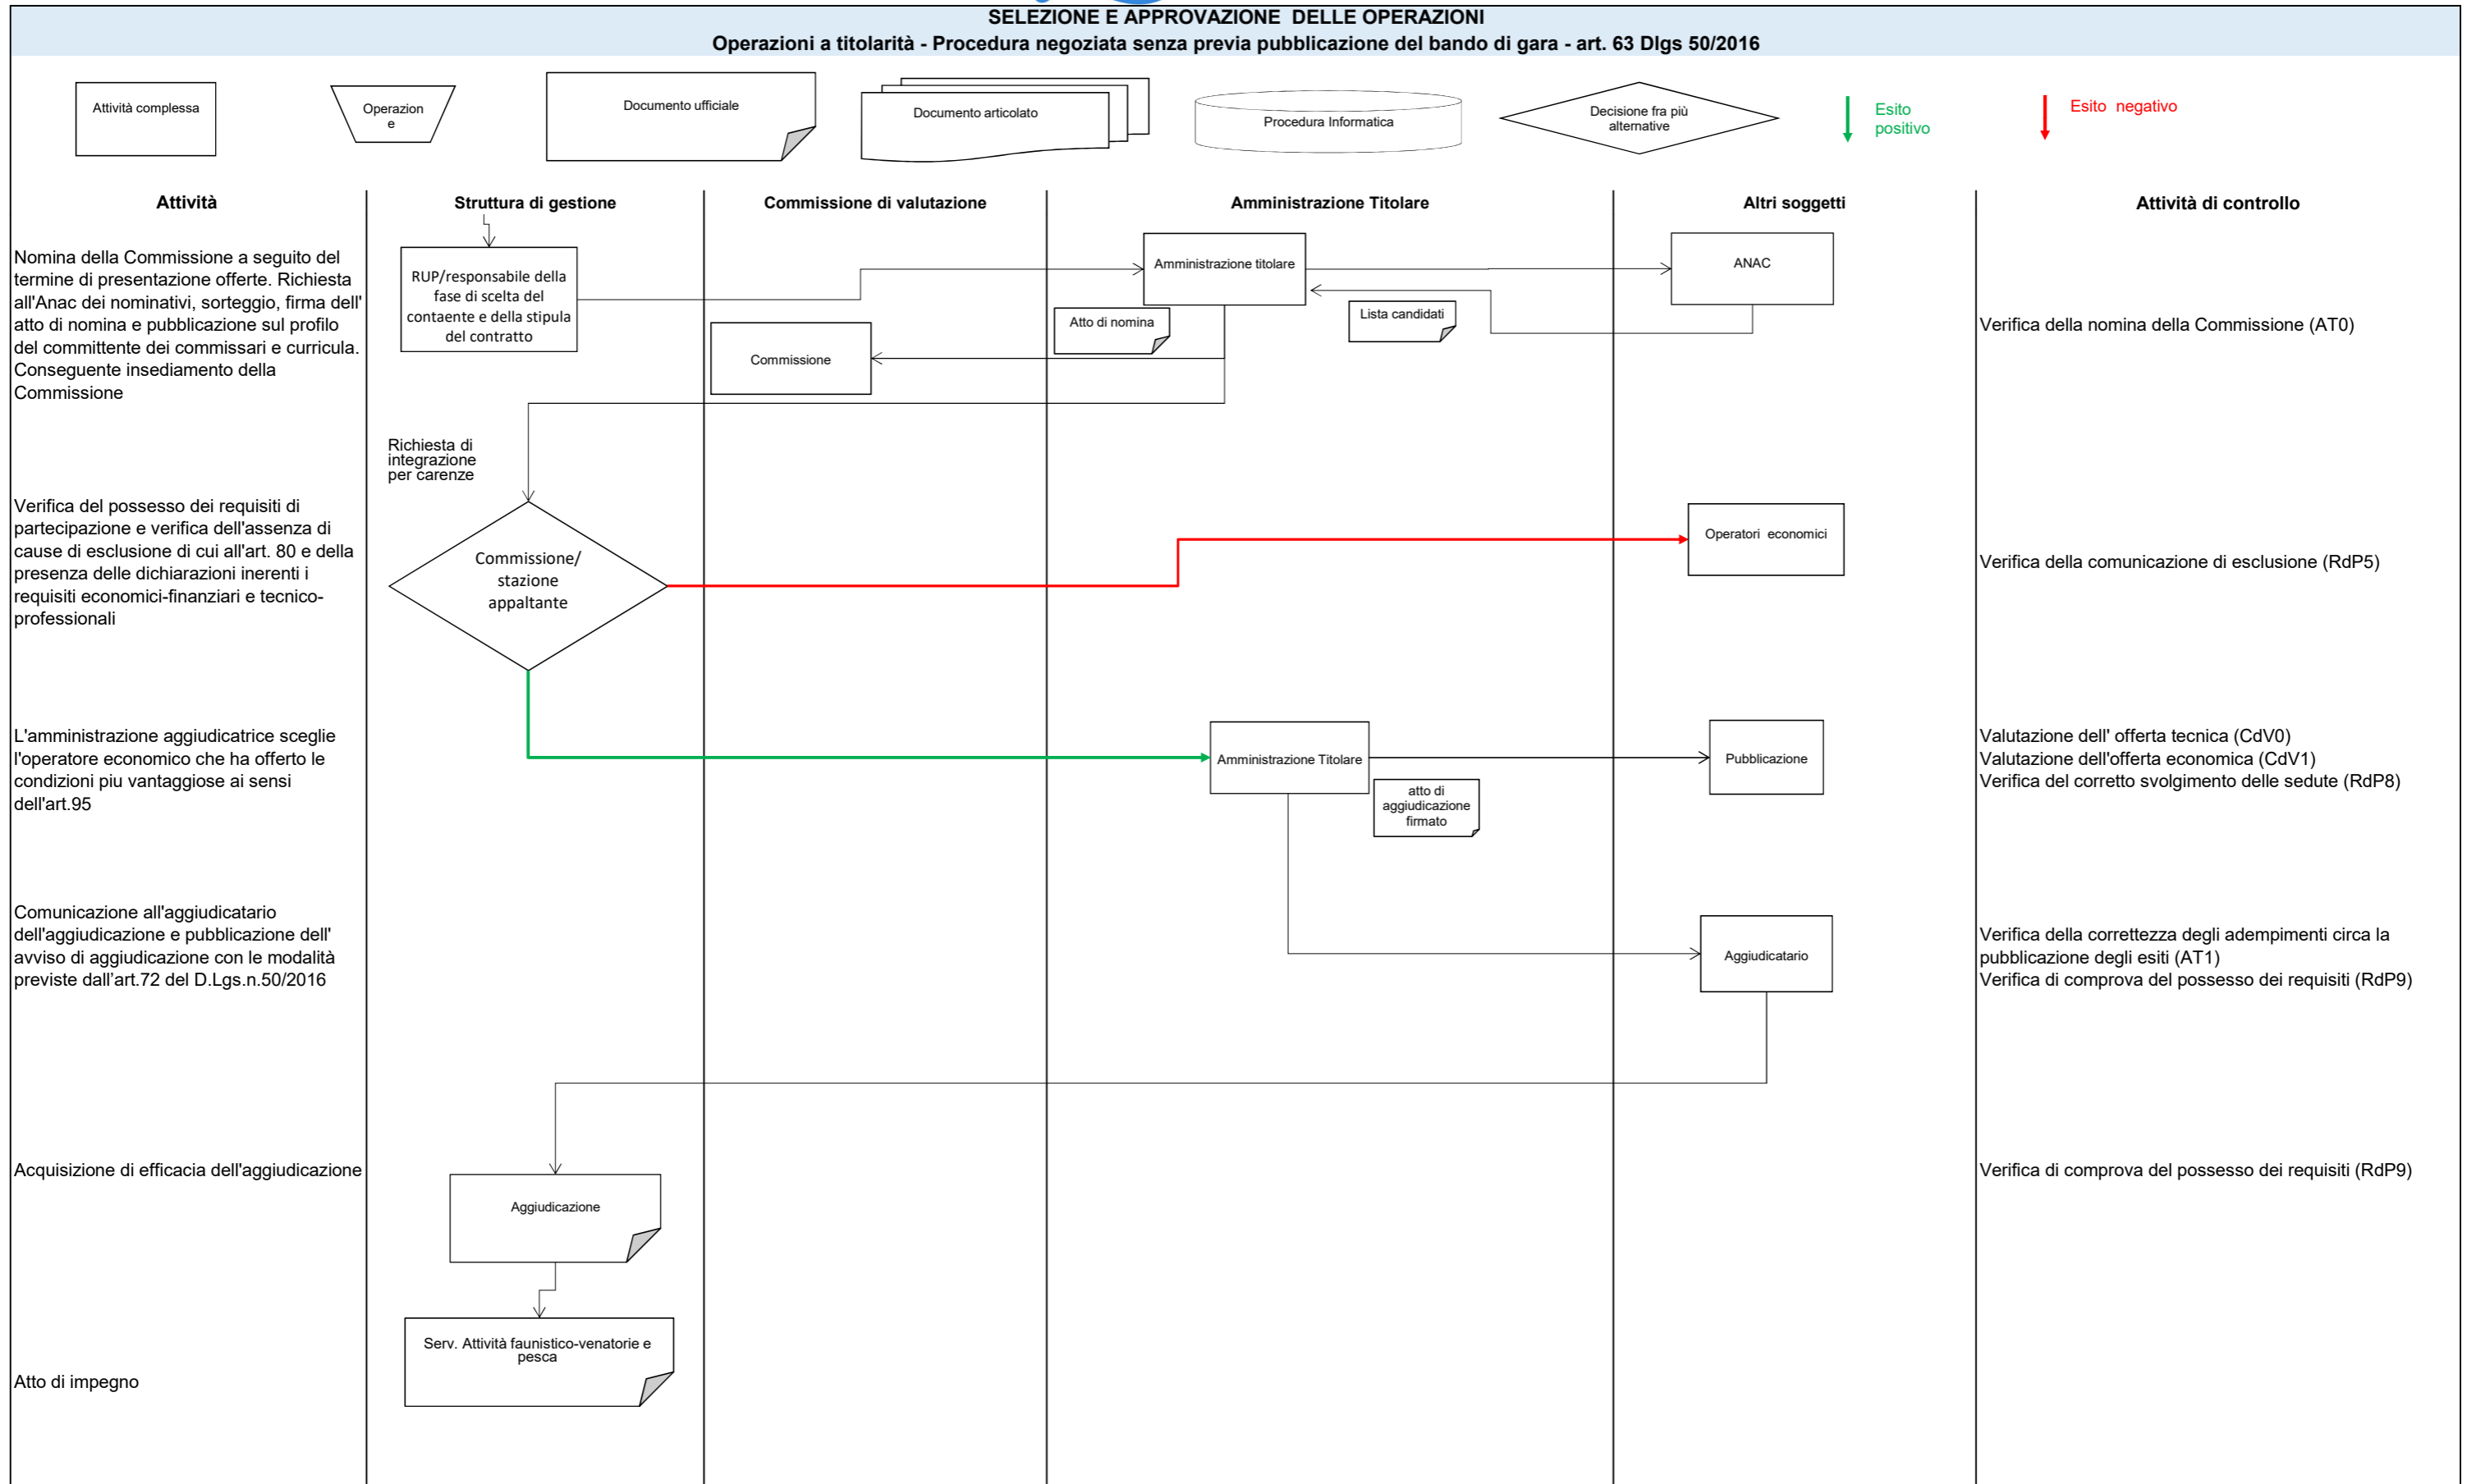 SELEZIONE E APPROVAZIONE  DELLE OPERAZIONI
Operazioni a titolarità - Procedura negoziata senza previa pubblicazione del bando di gara - art. 63 Dlgs 50/2016
Attività complessa
Operazion
e
Documento ufficiale
Documento articolato
Procedura Informatica
Decisione fra più
alternative
Esito
positivo
Esito  negativo
Attività
Struttura di gestione
Commissione di valutazione
Amministrazione Titolare
Altri soggetti
Attività di controllo
Nomina della Commissione a seguito del
termine di presentazione offerte. Richiesta
all'Anac dei nominativi, sorteggio, firma dell'
atto di nomina e pubblicazione sul profilo
del committente dei commissari e curricula.
Conseguente insediamento della
Commissione
RUP/responsabile della
fase di scelta del
contaente e della stipula
del contratto
Commissione
Amministrazione titolare
Atto di nomina
Lista candidati
ANAC
Verifica della nomina della Commissione (AT0)
Richiesta di
integrazione
per carenze
Verifica del possesso dei requisiti di
partecipazione e verifica dell'assenza di
cause di esclusione di cui all'art. 80 e della
presenza delle dichiarazioni inerenti i
requisiti economici-finanziari e tecnico-
professionali
Commissione/
stazione
appaltante
Operatori  economici
Verifica della comunicazione di esclusione (RdP5)
L'amministrazione aggiudicatrice sceglie
l'operatore economico che ha offerto le
condizioni piu vantaggiose ai sensi
dell'art.95
Amministrazione Titolare
atto di
aggiudicazione
firmato
Pubblicazione
Valutazione dell' offerta tecnica (CdV0)
Valutazione dell'offerta economica (CdV1)
Verifica del corretto svolgimento delle sedute (RdP8)
Comunicazione all'aggiudicatario
dell'aggiudicazione e pubblicazione dell'
avviso di aggiudicazione con le modalità
previste dall’art.72 del D.Lgs.n.50/2016
Aggiudicatario
Verifica della correttezza degli adempimenti circa la
pubblicazione degli esiti (AT1)
Verifica di comprova del possesso dei requisiti (RdP9)
Acquisizione di efficacia dell'aggiudicazione
Aggiudicazione
Verifica di comprova del possesso dei requisiti (RdP9)
Serv. Attività faunistico-venatorie e
pesca
Atto di impegno